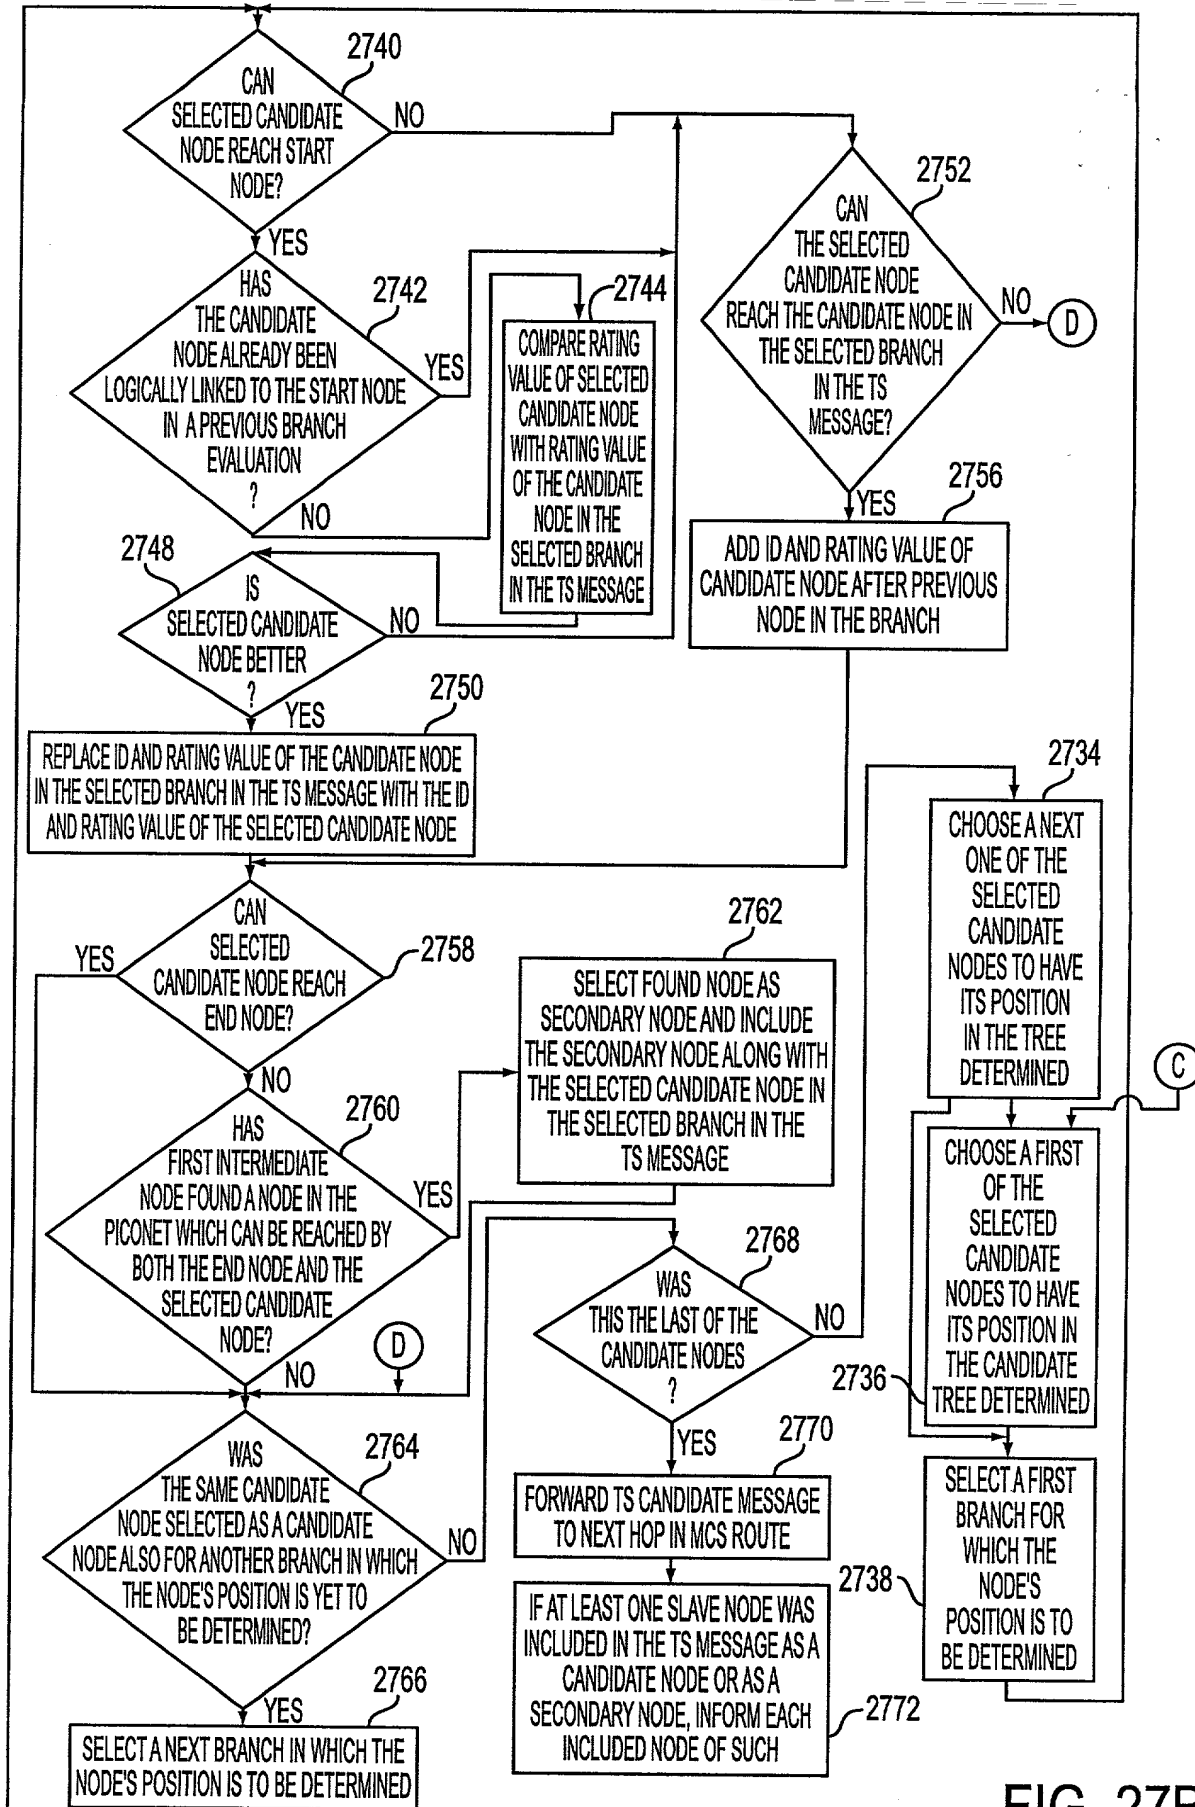 2740
CAN
SELECTED CANDIDATE
NODE REACH START
NODE?
NO
YES
2742
HAS
THE CANDIDATE
NODE ALREADY BEEN
LOGICALLY LINKED TO THE START NODE
IN A PREVIOUS BRANCH
EVALUATION
?
YES
NO
2744
COMPARE RATING
VALUE OF SELECTED
CANDIDATE NODE
WITH RATING VALUE
OF THE CANDIDATE
NODE IN THE
SELECTED BRANCH
IN THE TS MESSAGE
2752
CAN
THE SELECTED
CANDIDATE NODE
REACH THE CANDIDATE NODE IN
THE SELECTED BRANCH
IN THE TS
MESSAGE?
NO
D
YES
2756
ADD ID AND RATING VALUE OF
CANDIDATE NODE AFTER PREVIOUS
NODE IN THE BRANCH
2748
IS
SELECTED CANDIDATE
NODE BETTER
?
NO
YES
2750
REPLACE ID AND RATING VALUE OF THE CANDIDATE NODE
IN THE SELECTED BRANCH IN THE TS MESSAGE WITH THE ID
AND RATING VALUE OF THE SELECTED CANDIDATE NODE
2758
CAN
SELECTED
CANDIDATE NODE REACH
END NODE?
YES
NO
2760
HAS
FIRST INTERMEDIATE
NODE FOUND A NODE IN THE
PICONET WHICH CAN BE REACHED BY
BOTH THE END NODE AND THE
SELECTED CANDIDATE
NODE?
YES
NO
D
2762
SELECT FOUND NODE AS
SECONDARY NODE AND INCLUDE
THE SECONDARY NODE ALONG WITH
THE SELECTED CANDIDATE NODE IN
THE SELECTED BRANCH IN THE
TS MESSAGE
2764
WAS
THE SAME CANDIDATE
NODE SELECTED AS A CANDIDATE
NODE ALSO FOR ANOTHER BRANCH IN WHICH
THE NODE'S POSITION IS YET TO
BE DETERMINED?
NO
YES
2766
SELECT A NEXT BRANCH IN WHICH THE
NODE'S POSITION IS TO BE DETERMINED
2768
WAS
THIS THE LAST OF THE
CANDIDATE NODES
?
NO
YES
2770
FORWARD TS CANDIDATE MESSAGE
TO NEXT HOP IN MCS ROUTE
IF AT LEAST ONE SLAVE NODE WAS
INCLUDED IN THE TS MESSAGE AS A
CANDIDATE NODE OR AS A
SECONDARY NODE, INFORM EACH
INCLUDED NODE OF SUCH
2772
2734
CHOOSE A NEXT
ONE OF THE
SELECTED
CANDIDATE
NODES TO HAVE
ITS POSITION
IN THE TREE
DETERMINED
C
CHOOSE A FIRST
OF THE
SELECTED
CANDIDATE
NODES TO HAVE
ITS POSITION IN
THE CANDIDATE
TREE DETERMINED
2736
SELECT A FIRST
BRANCH FOR
WHICH THE
NODE'S
POSITION IS TO
BE DETERMINED
2738
FIG. 27B